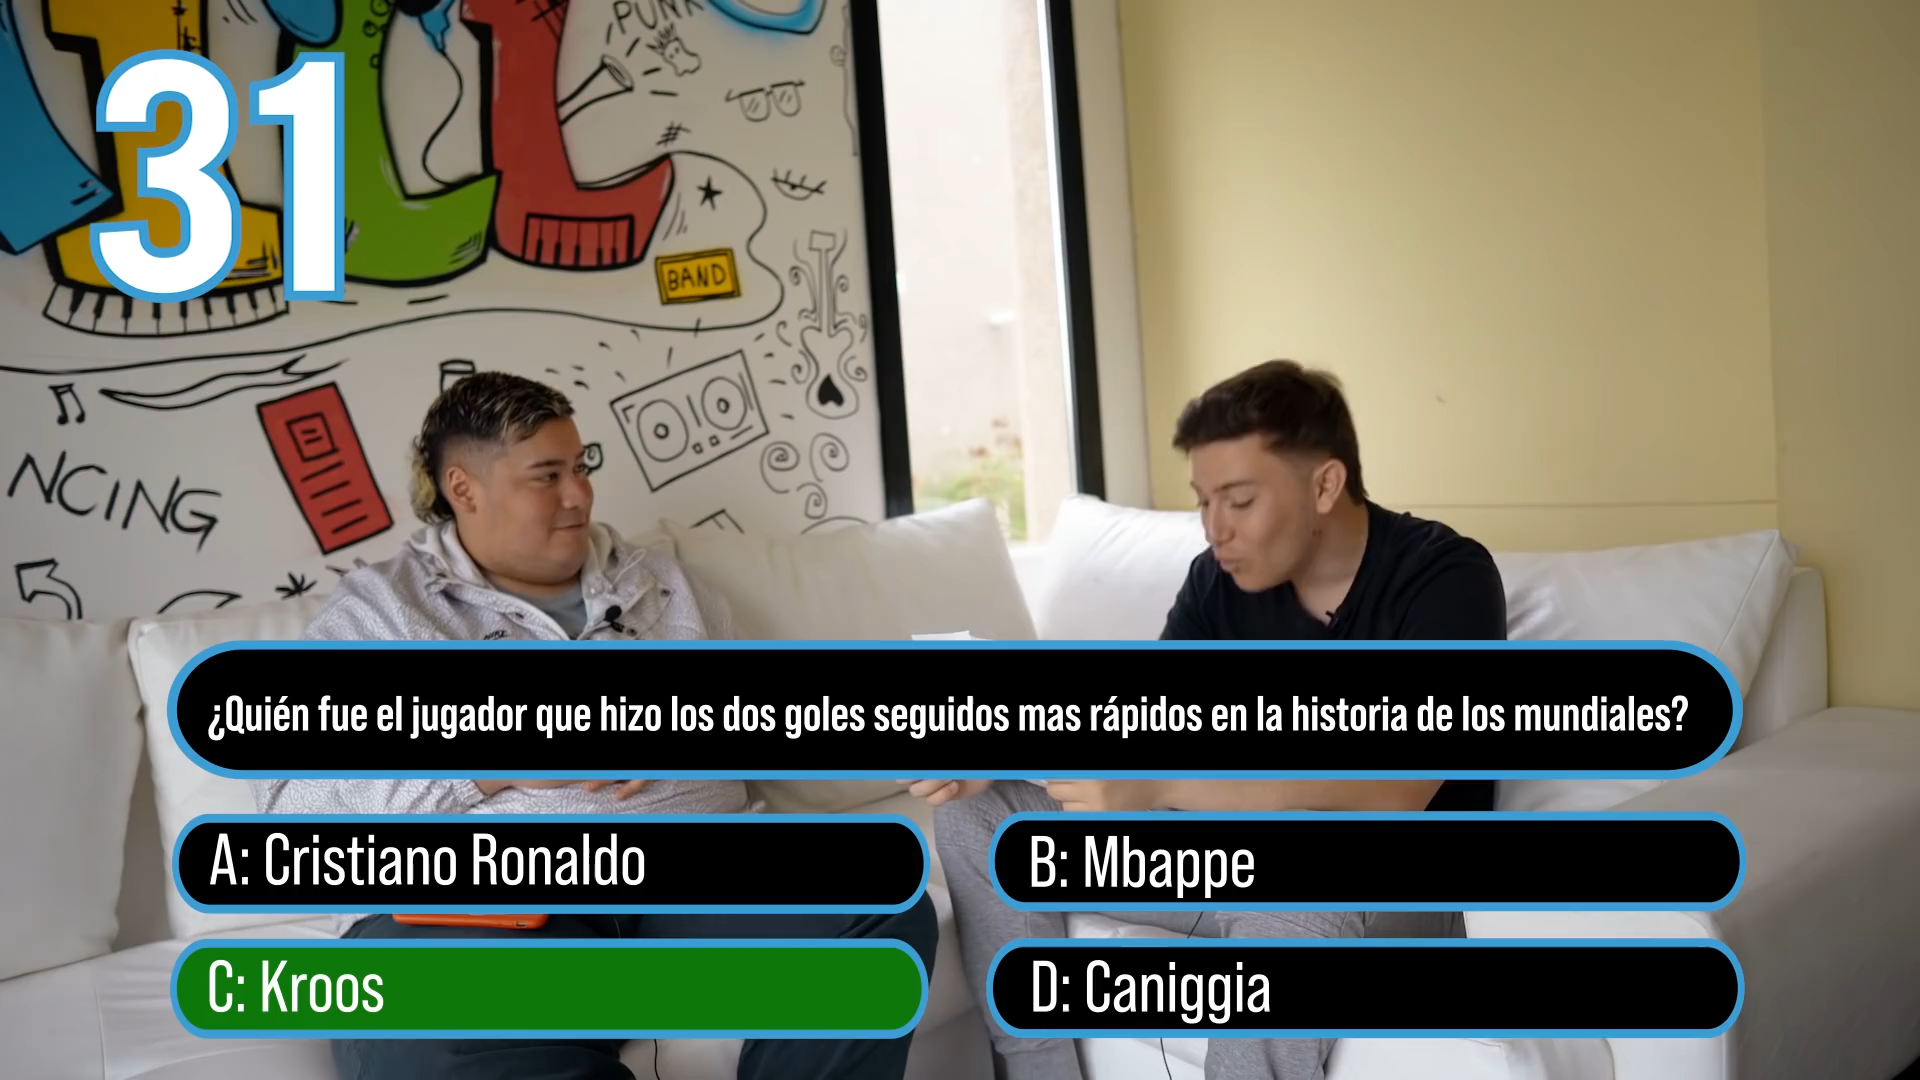 PUNK
31
BAND
NCING
¿Quién fue el jugador que hizo los dos goles seguidos mas rápidos en la historia de los mundiales?
A: Cristiano Ronaldo
B: Mbappe
C: Kroos
D: Caniggia